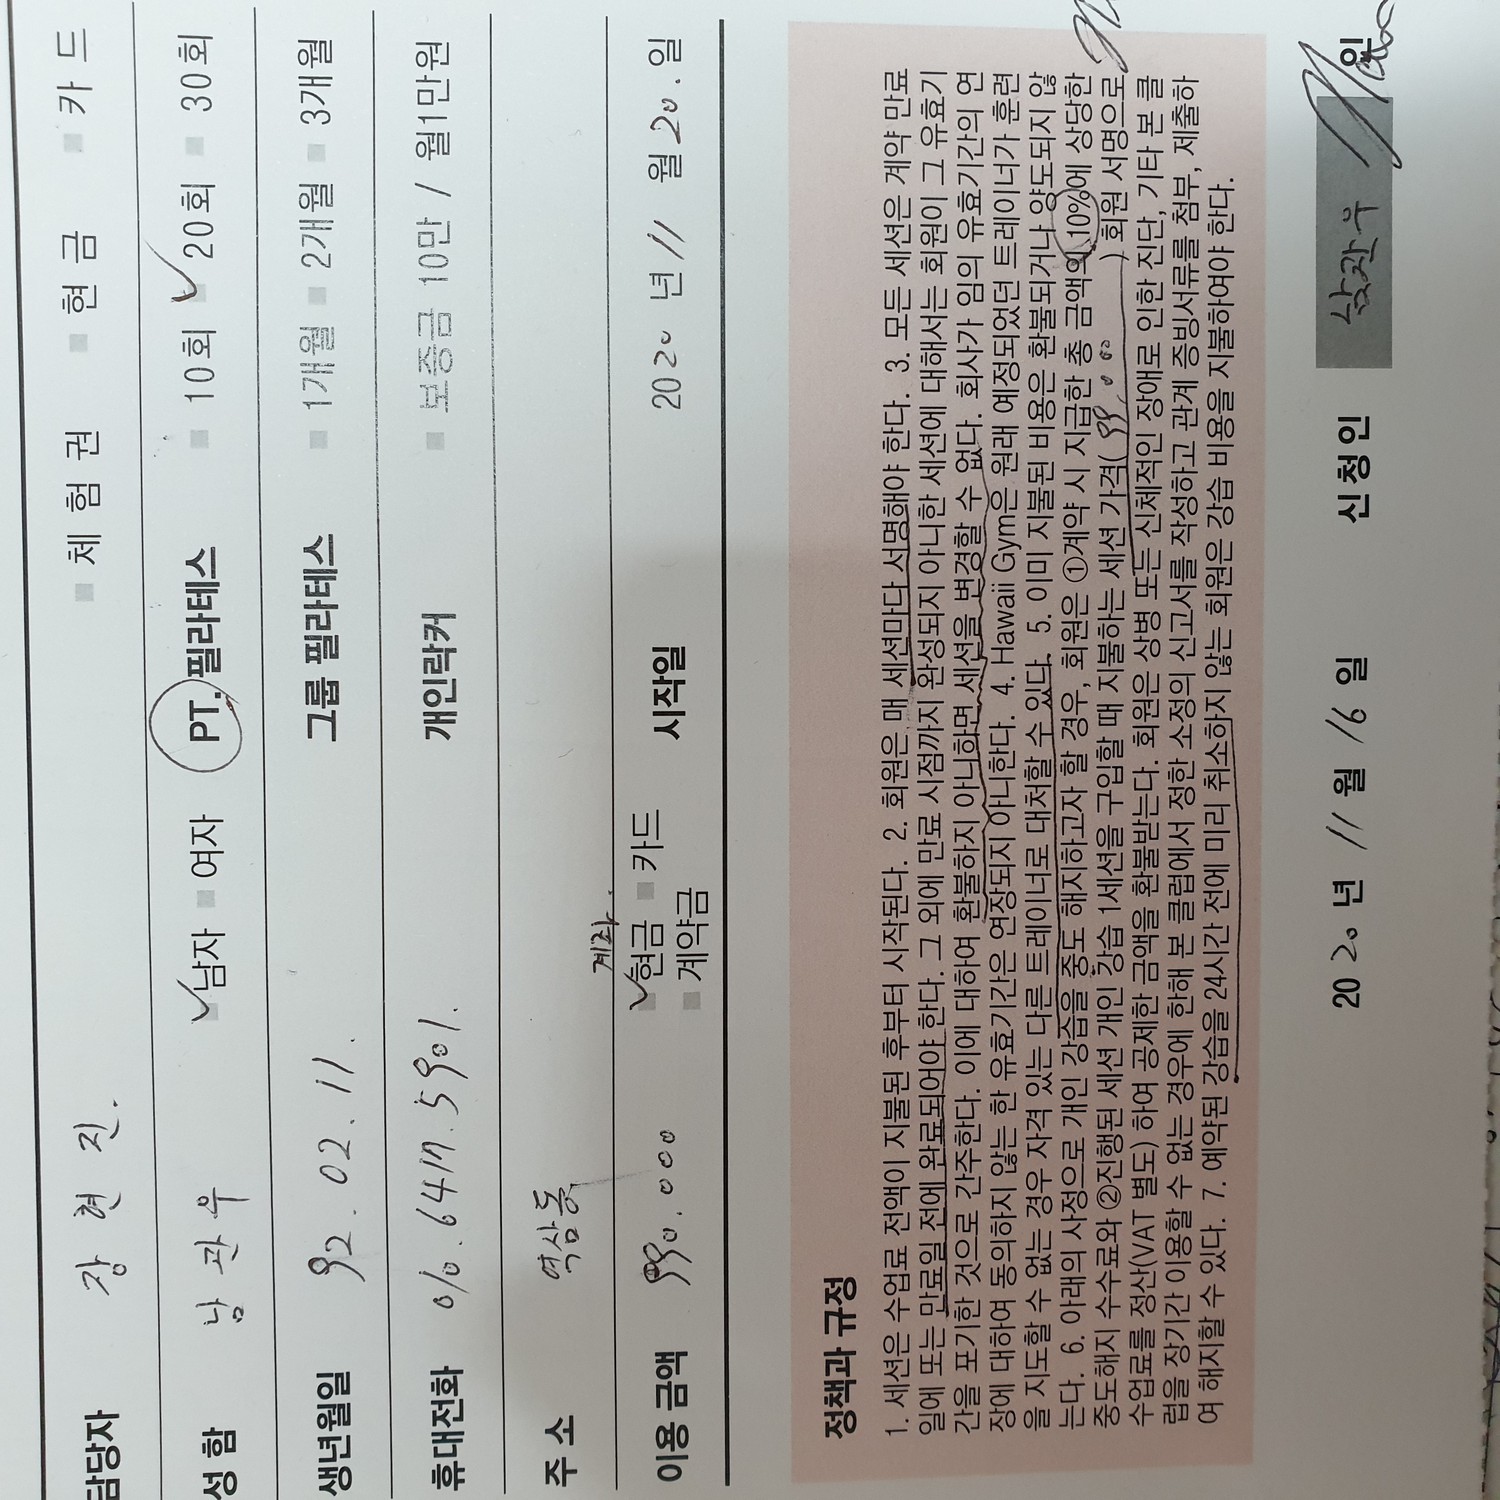 담당자 장현진. 체험권 현금 카드
성함 남관우 남자 여자 PT.필라테스 10회 20회 30회
생년월일 92.02.11. 그룹 필라테스 1개월 2개월 3개월
휴대전화 010.6417.5901. 개인락커 보증금 10만 / 월1만원
주소 역삼동
계좌.
이용 금액 990.000 현금 카드 시작일 2020 년 11 월 20.일
계약금
정책과 규정
1. 세션은 수업료 전액이 지불된 후부터 시작된다. 2. 회원은 매 세션마다 서명해야 한다. 3. 모든 세션은 계약 만료
일에 또는 만료일 전에 완료되어야 한다. 그 외에 만료 시점까지 완성되지 아니한 세션에 대해서는 회원이 그 유효기
간을 포기한 것으로 간주한다. 이에 대하여 환불하지 아니하면 세션을 변경할 수 없다. 회사가 임의 유효기간의 연
장에 대하여 동의하지 않는 한 유효기간은 연장되지 아니한다. 4. Hawaii Gym은 원래 예정되었던 트레이너가 훈련
을 지도할 수 없는 경우 자격 있는 다른 트레이너로 대처할 수 있다. 5. 이미 지불된 비용은 환불되거나 양도되지 않
는다. 6. 아래의 사정으로 개인 강습을 중도 해지하고자 할 경우, 회원은 ①계약 시 지급한 총 금액의 10%에 상당한
중도해지 수수료와 ②진행된 세션 개인 강습 1세션을 구입할 때 지불하는 세션 가격( 99.000 ) 회원 서명으로
수업료를 정산(VAT 별도) 하여 공제한 금액을 환불받는다. 회원은 상병 또는 신체적인 장애로 인한 진단, 기타 본 클
럽을 장기간 이용할 수 없는 경우에 한해 본 클럽에서 정한 소정의 신고서를 작성하고 관계 증빙서류를 첨부, 제출하
여 해지할 수 있다. 7. 예약된 강습을 24시간 전에 미리 취소하지 않는 회원은 강습 비용을 지불하여야 한다.
2020 년 11 월 16 일 신청인 남관우 인